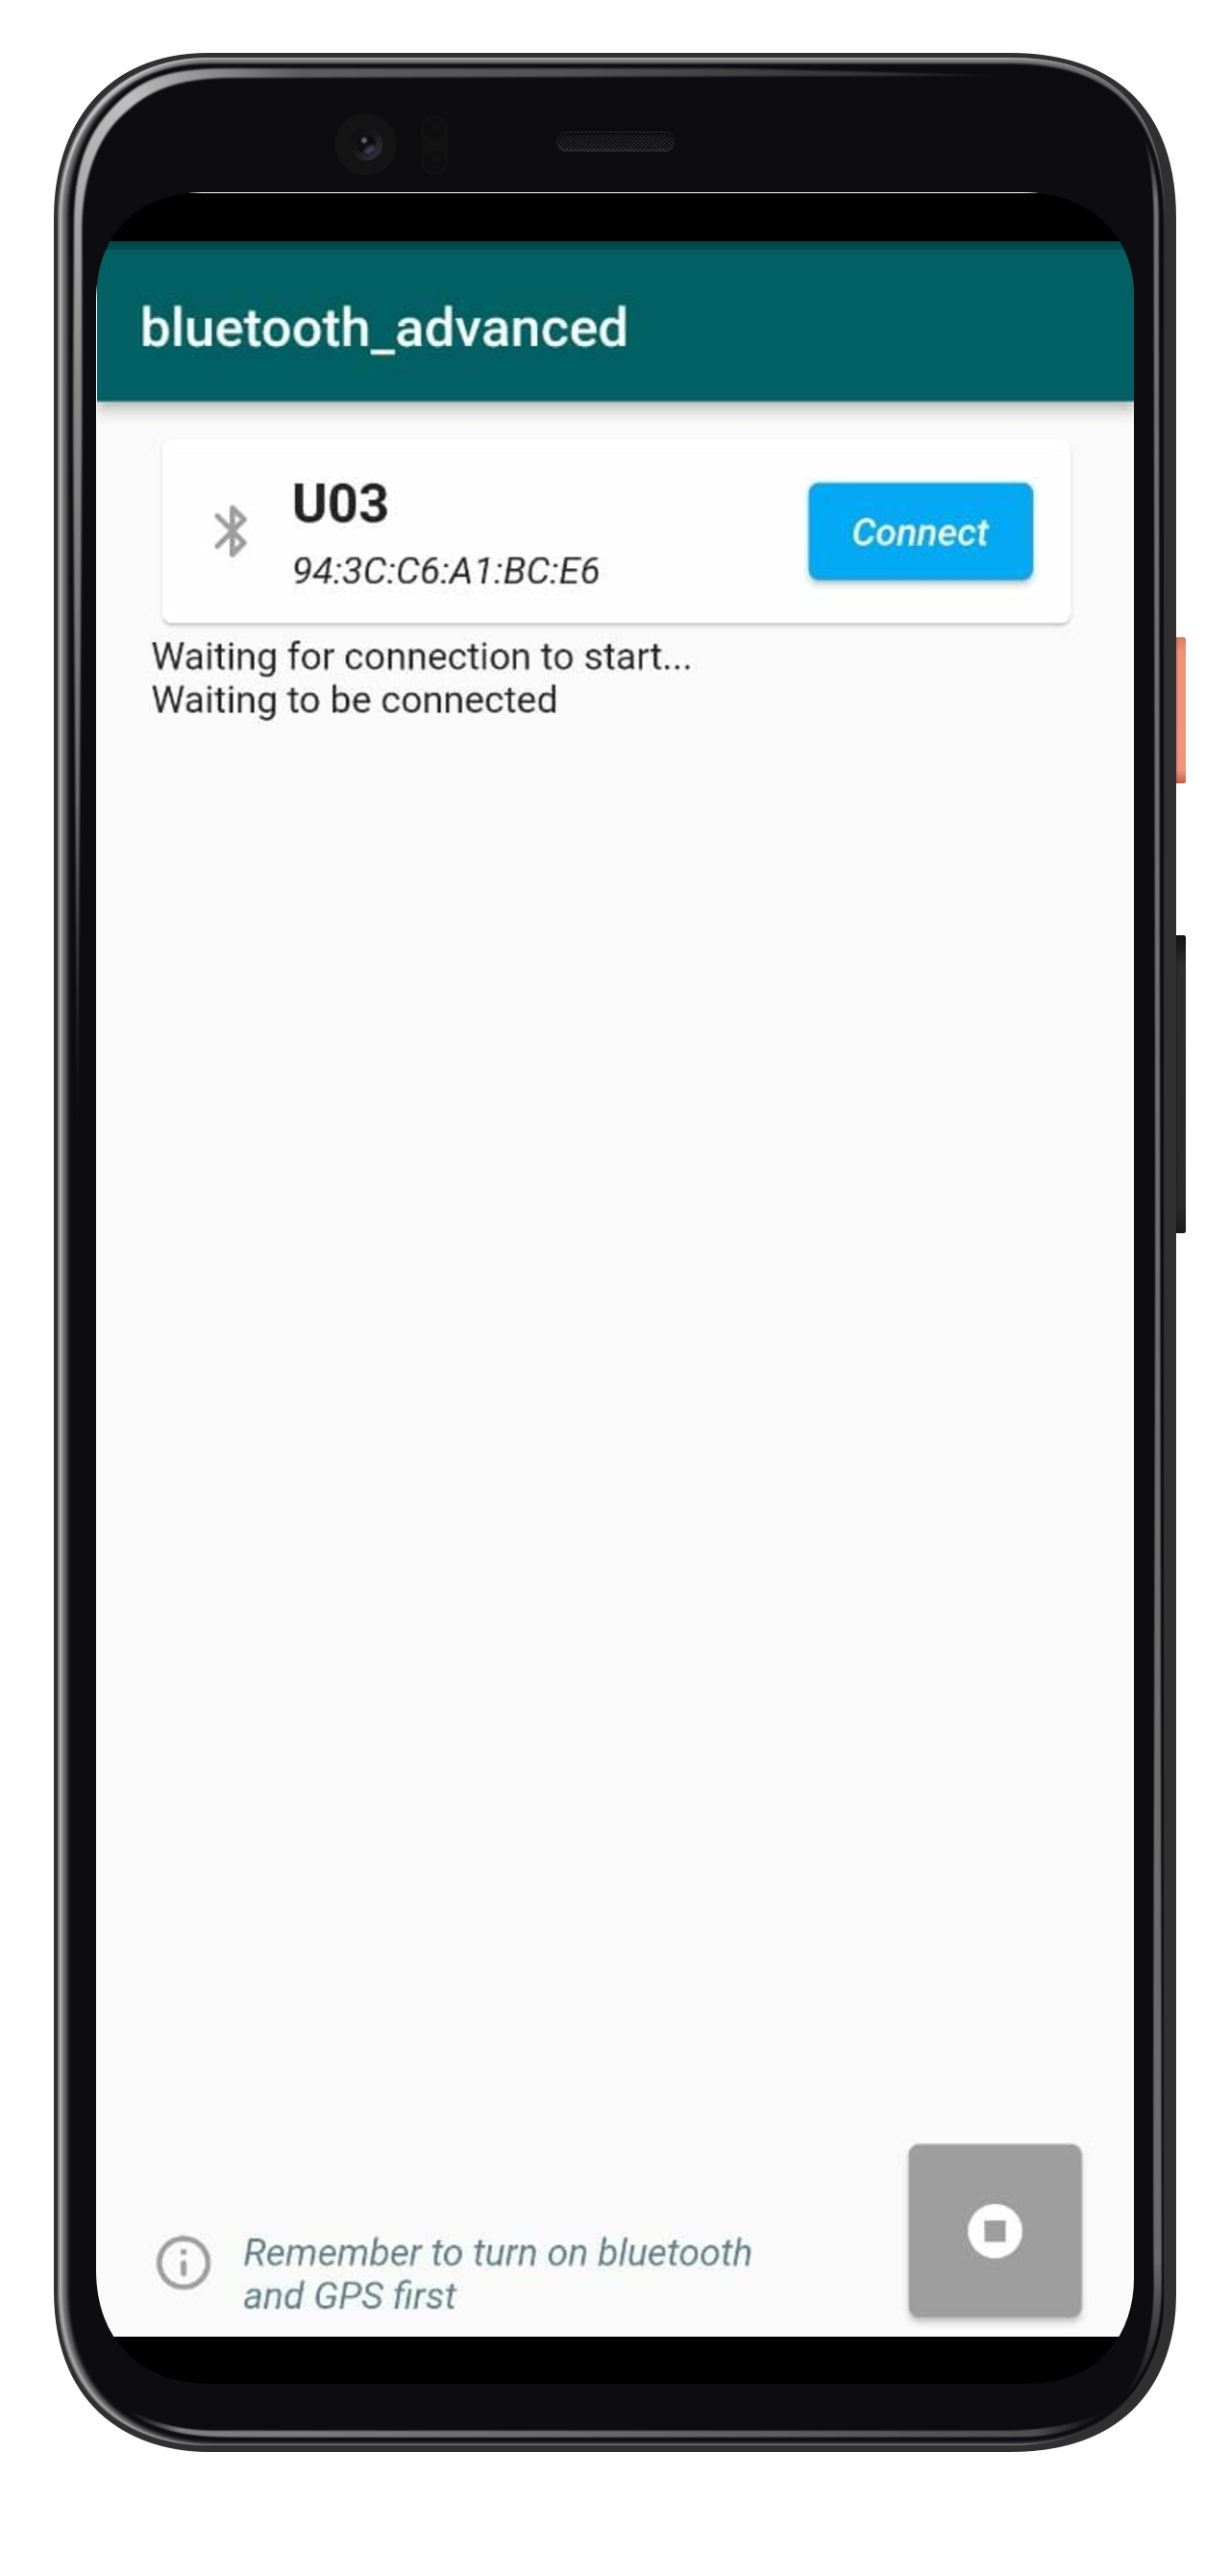 bluetooth_advanced
U03
94:3C:C6:A1:BC:E6
Connect
Waiting for connection to start...
Waiting to be connected
Remember to turn on bluetooth
and GPS first